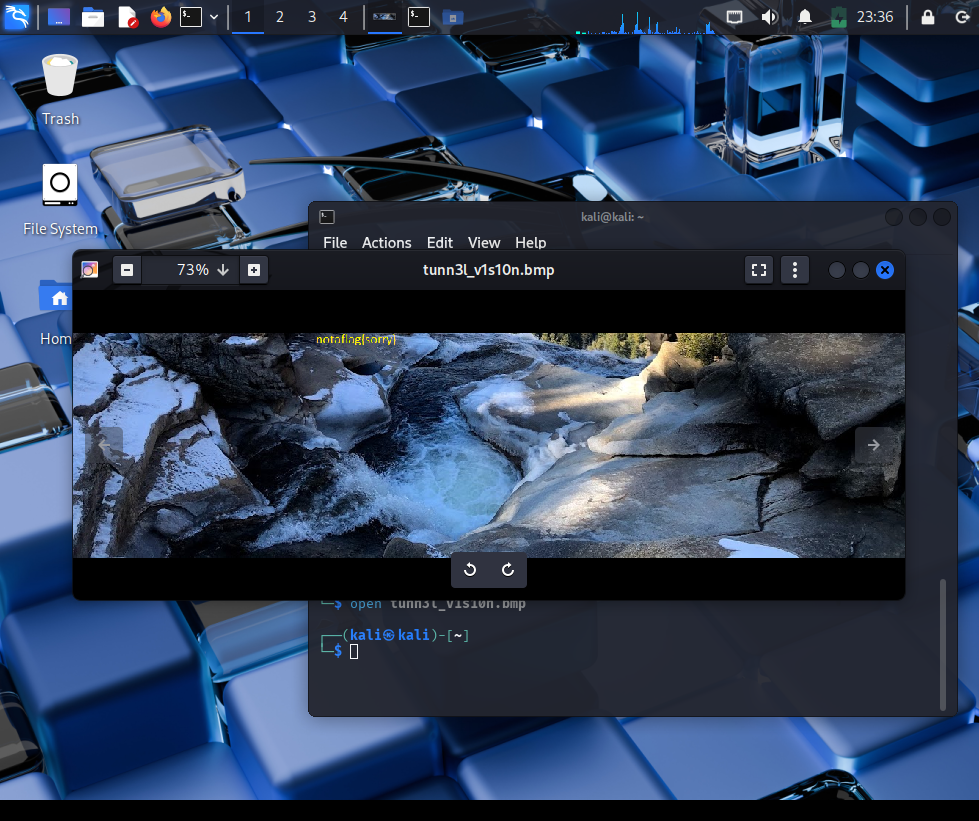 1 2 3 4 23:36
Trash
File System
Hom
kali@kali: ~
File Actions Edit View Help
73% tunn3l_v1s10n.bmp
notaflag{sorry}
└─$ open tunn3l_v1s10n.bmp
┌──(kali㉿kali)-[~]
└─$